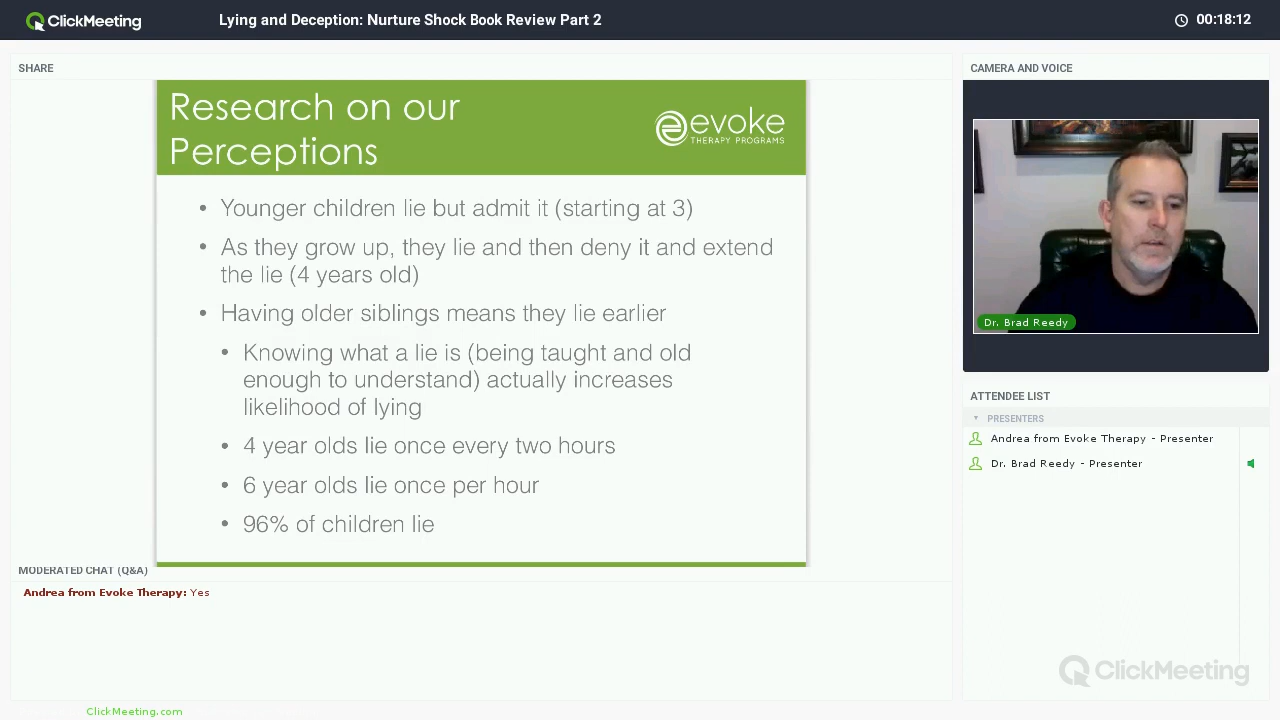 ClickMeeting
Lying and Deception: Nurture Shock Book Review Part 2
00:18:12
SHARE
Research on our
Perceptions
evoke
THERAPY PROGRAMS
• Younger children lie but admit it (starting at 3)
• As they grow up, they lie and then deny it and extend
the lie (4 years old)
• Having older siblings means they lie earlier
• Knowing what a lie is (being taught and old
enough to understand) actually increases
likelihood of lying
• 4 year olds lie once every two hours
• 6 year olds lie once per hour
• 96% of children lie
MODERATED CHAT (Q&A)
Andrea from Evoke Therapy: Yes
CAMERA AND VOICE
Dr. Brad Reedy
ATTENDEE LIST
PRESENTERS
Andrea from Evoke Therapy - Presenter
Dr. Brad Reedy - Presenter
ClickMeeting
ClickMeeting.com